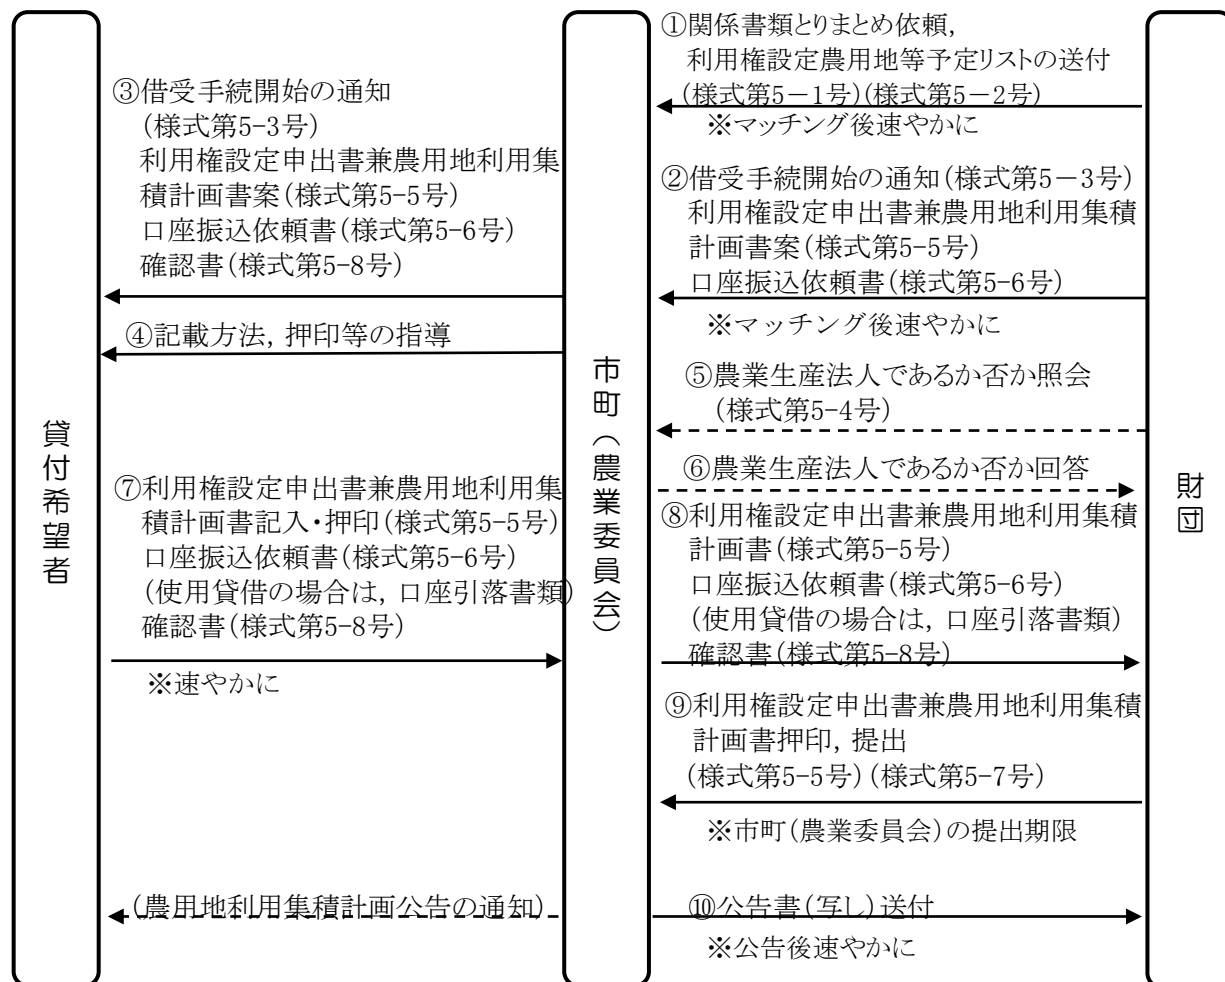 ①関係書類とりまとめ依頼,
利用権設定農用地等予定リストの送付
(様式第5-1号)(様式第5-2号)
※マッチング後速やかに
②借受手続開始の通知(様式第5-3号)
利用権設定申出書兼農用地利用集積
計画書案(様式第5-5号)
口座振込依頼書(様式第5-6号)
※マッチング後速やかに
③借受手続開始の通知
(様式第5-3号)
利用権設定申出書兼農用地利用集
積計画書案(様式第5-5号)
口座振込依頼書(様式第5-6号)
確認書(様式第5-8号)
④記載方法, 押印等の指導
⑤農業生産法人であるか否か照会
(様式第5-4号)
⑥農業生産法人であるか否か回答
⑦利用権設定申出書兼農用地利用集
積計画書記入・押印(様式第5-5号)
口座振込依頼書(様式第5-6号)
(使用貸借の場合は, 口座引落書類)
確認書(様式第5-8号)
※速やかに
⑧利用権設定申出書兼農用地利用集積
計画書(様式第5-5号)
口座振込依頼書(様式第5-6号)
(使用貸借の場合は, 口座引落書類)
確認書(様式第5-8号)
⑨利用権設定申出書兼農用地利用集積
計画書押印, 提出
(様式第5-5号)(様式第5-7号)
※市町(農業委員会)の提出期限
(農用地利用集積計画公告の通知)
⑩公告書(写し)送付
※公告後速やかに
貸付希望者
市町(農業委員会)
財団